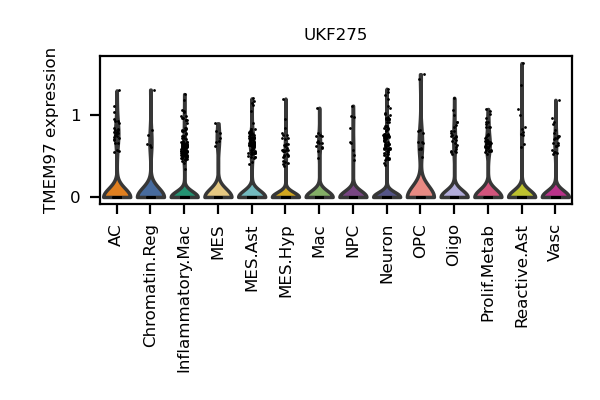 UKF275
TMEM97 expression
1
0
AC
Chromatin.Reg
Inflammatory.Mac
MES
MES.Ast
MES.Hyp
Mac
NPC
Neuron
OPC
Oligo
Prolif.Metab
Reactive.Ast
Vasc